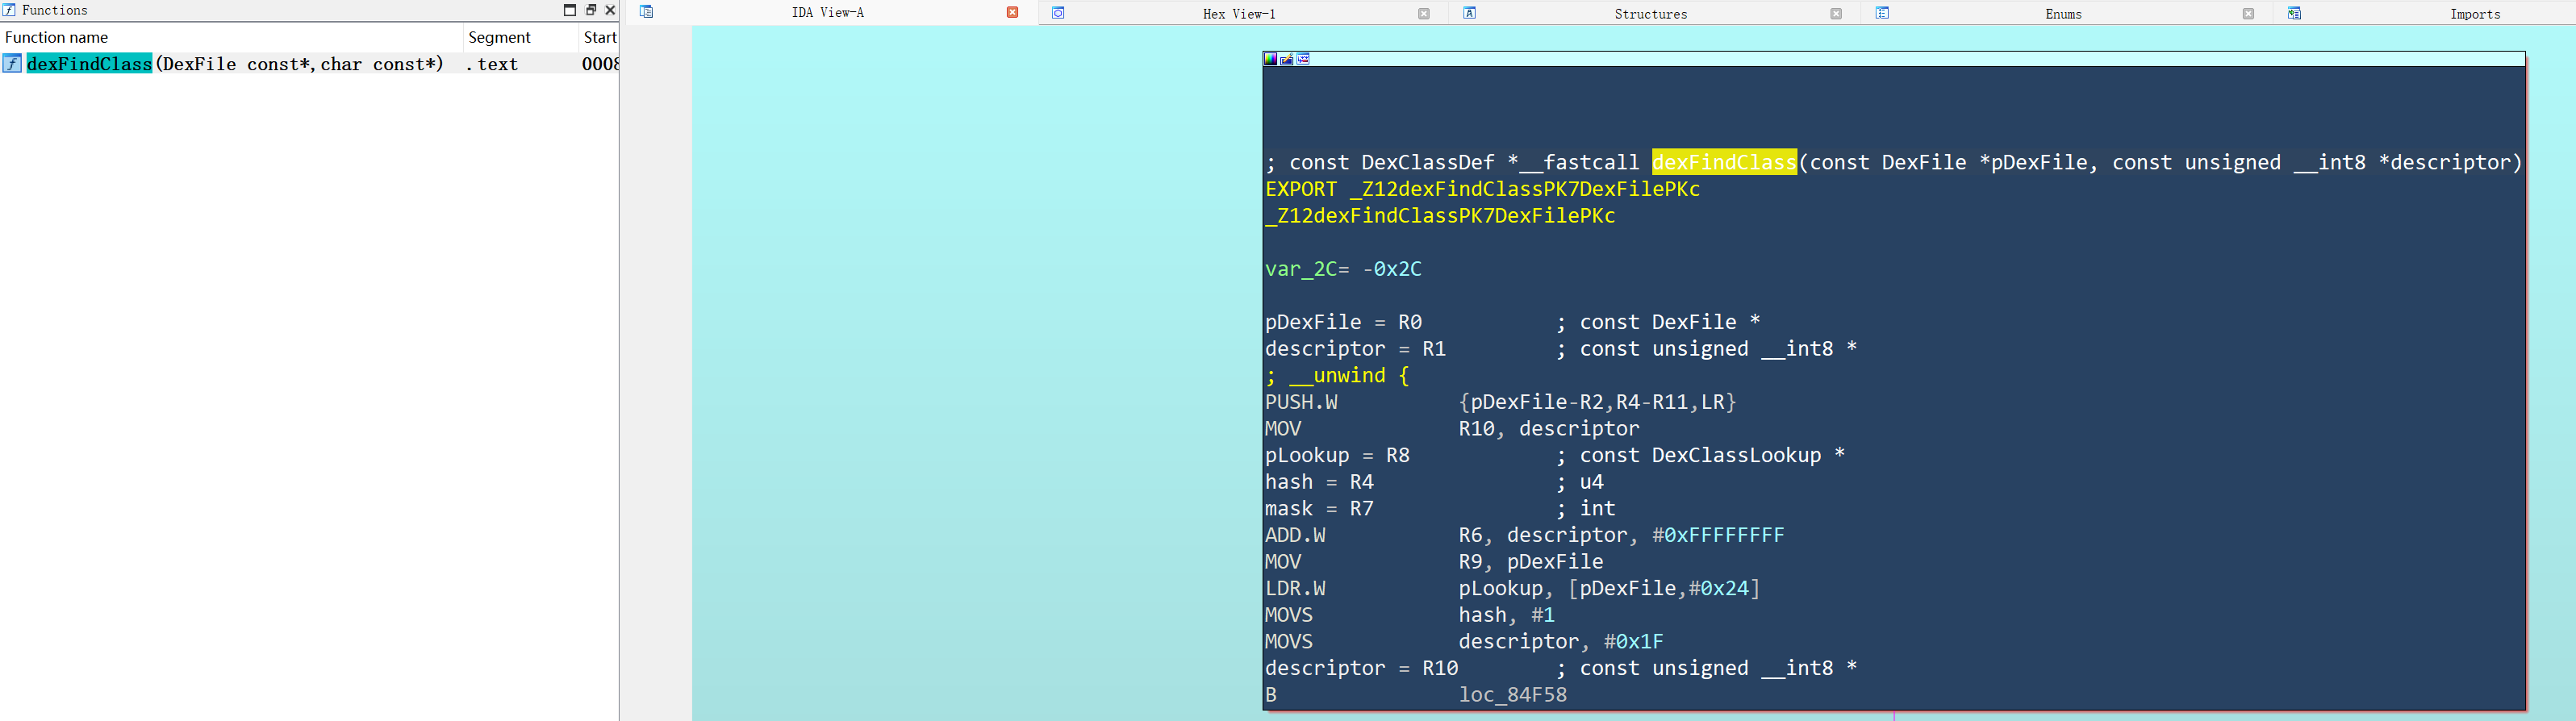 Functions
Function name Segment Start
dexFindClass(DexFile const*,char const*) .text 0008
IDA View-A Hex View-1 Structures Enums Imports
; const DexClassDef *__fastcall dexFindClass(const DexFile *pDexFile, const unsigned __int8 *descriptor)
EXPORT _Z12dexFindClassPK7DexFilePKc
_Z12dexFindClassPK7DexFilePKc
var_2C= -0x2C
pDexFile = R0 ; const DexFile *
descriptor = R1 ; const unsigned __int8 *
; __unwind {
PUSH.W {pDexFile-R2,R4-R11,LR}
MOV R10, descriptor
pLookup = R8 ; const DexClassLookup *
hash = R4 ; u4
mask = R7 ; int
ADD.W R6, descriptor, #0xFFFFFFFF
MOV R9, pDexFile
LDR.W pLookup, [pDexFile,#0x24]
MOVS hash, #1
MOVS descriptor, #0x1F
descriptor = R10 ; const unsigned __int8 *
B loc_84F58